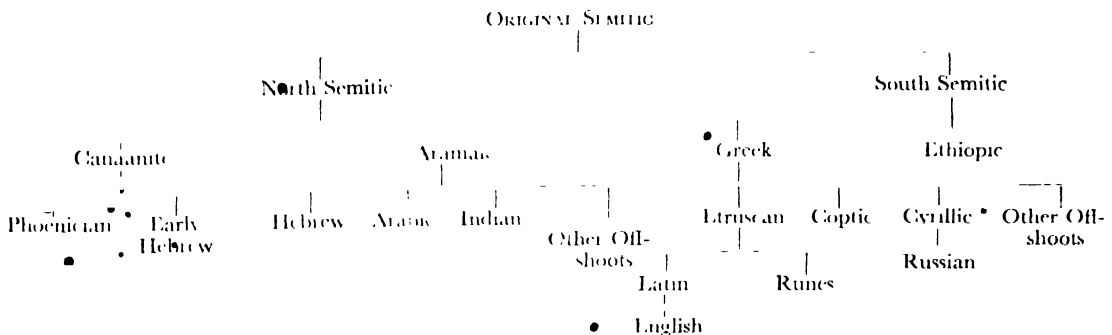 ORIGINAL SEMITIC
North Semitic South Semitic
Canaanite Aramaic Greek Ethiopic
Phoenician Early Hebrew Arabic Indian Etruscan Coptic Cyrillic Other Off-
Hebrew Other Off- shoots
shoots Russian
Latin Runes
English